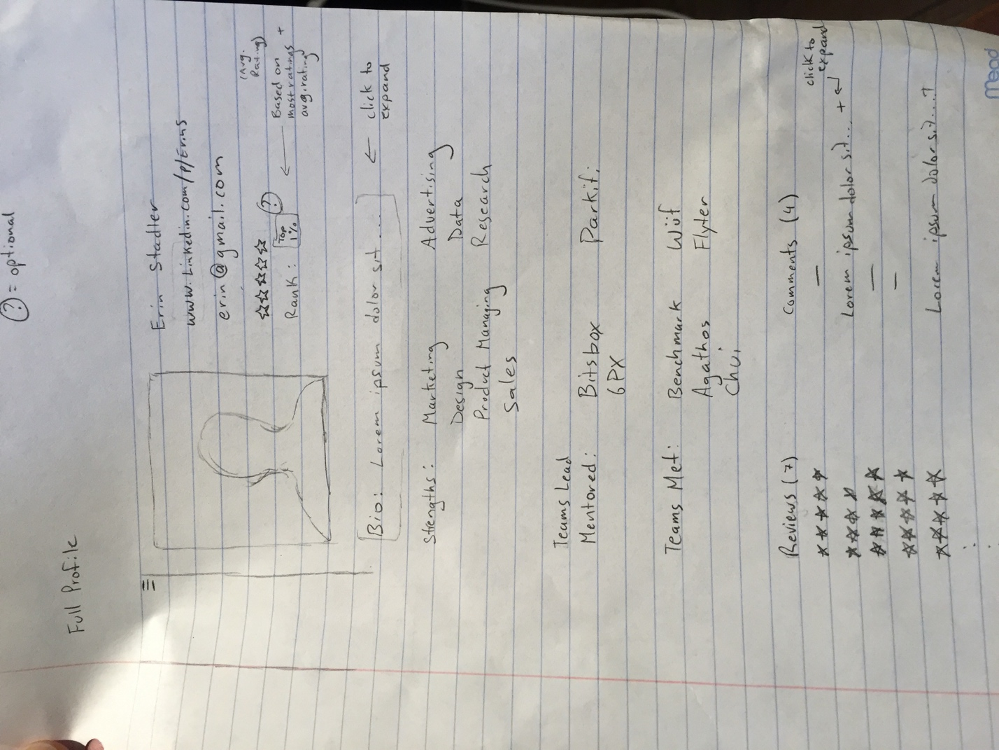 (?) = optional
Full Profile
Erin Stadler
www.Linkedin.com/p/Erins
erin@gmail.com
(Avg. Rating)
Rank: Top 1% (?) ← Based on most ratings + avg. rating
Bio: Lorem ipsum dolor sit... ← click to expand
Strengths: Marketing Advertising
Design Data
Product Managing Research
Sales
Teams Lead
Mentored: Bitsbox Parkifi
6PX
Teams Met: Benchmark Wüf
Agathos Flyter
Chui
Reviews (7) Comments (4)
click to expand
—
Lorem ipsum dolor sit... +
—
—
Lorem ipsum dolor sit...+
Mead